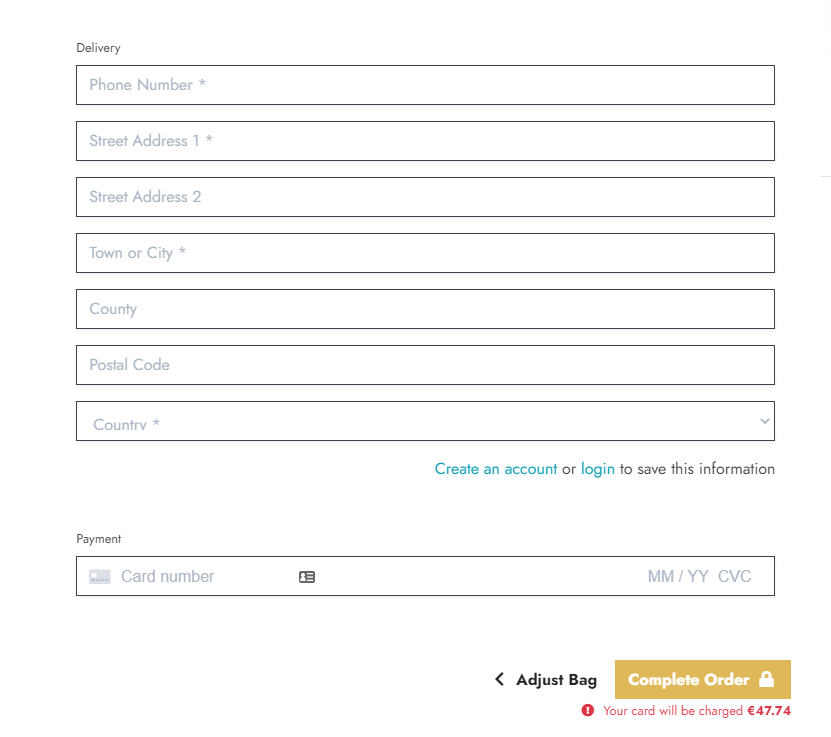 Delivery
Phone Number *
Street Address 1 *
Street Address 2
Town or City *
County
Postal Code
Country *
Create an account or login to save this information
Payment
Card number MM / YY CVC
Adjust Bag Complete Order
Your card will be charged €47.74